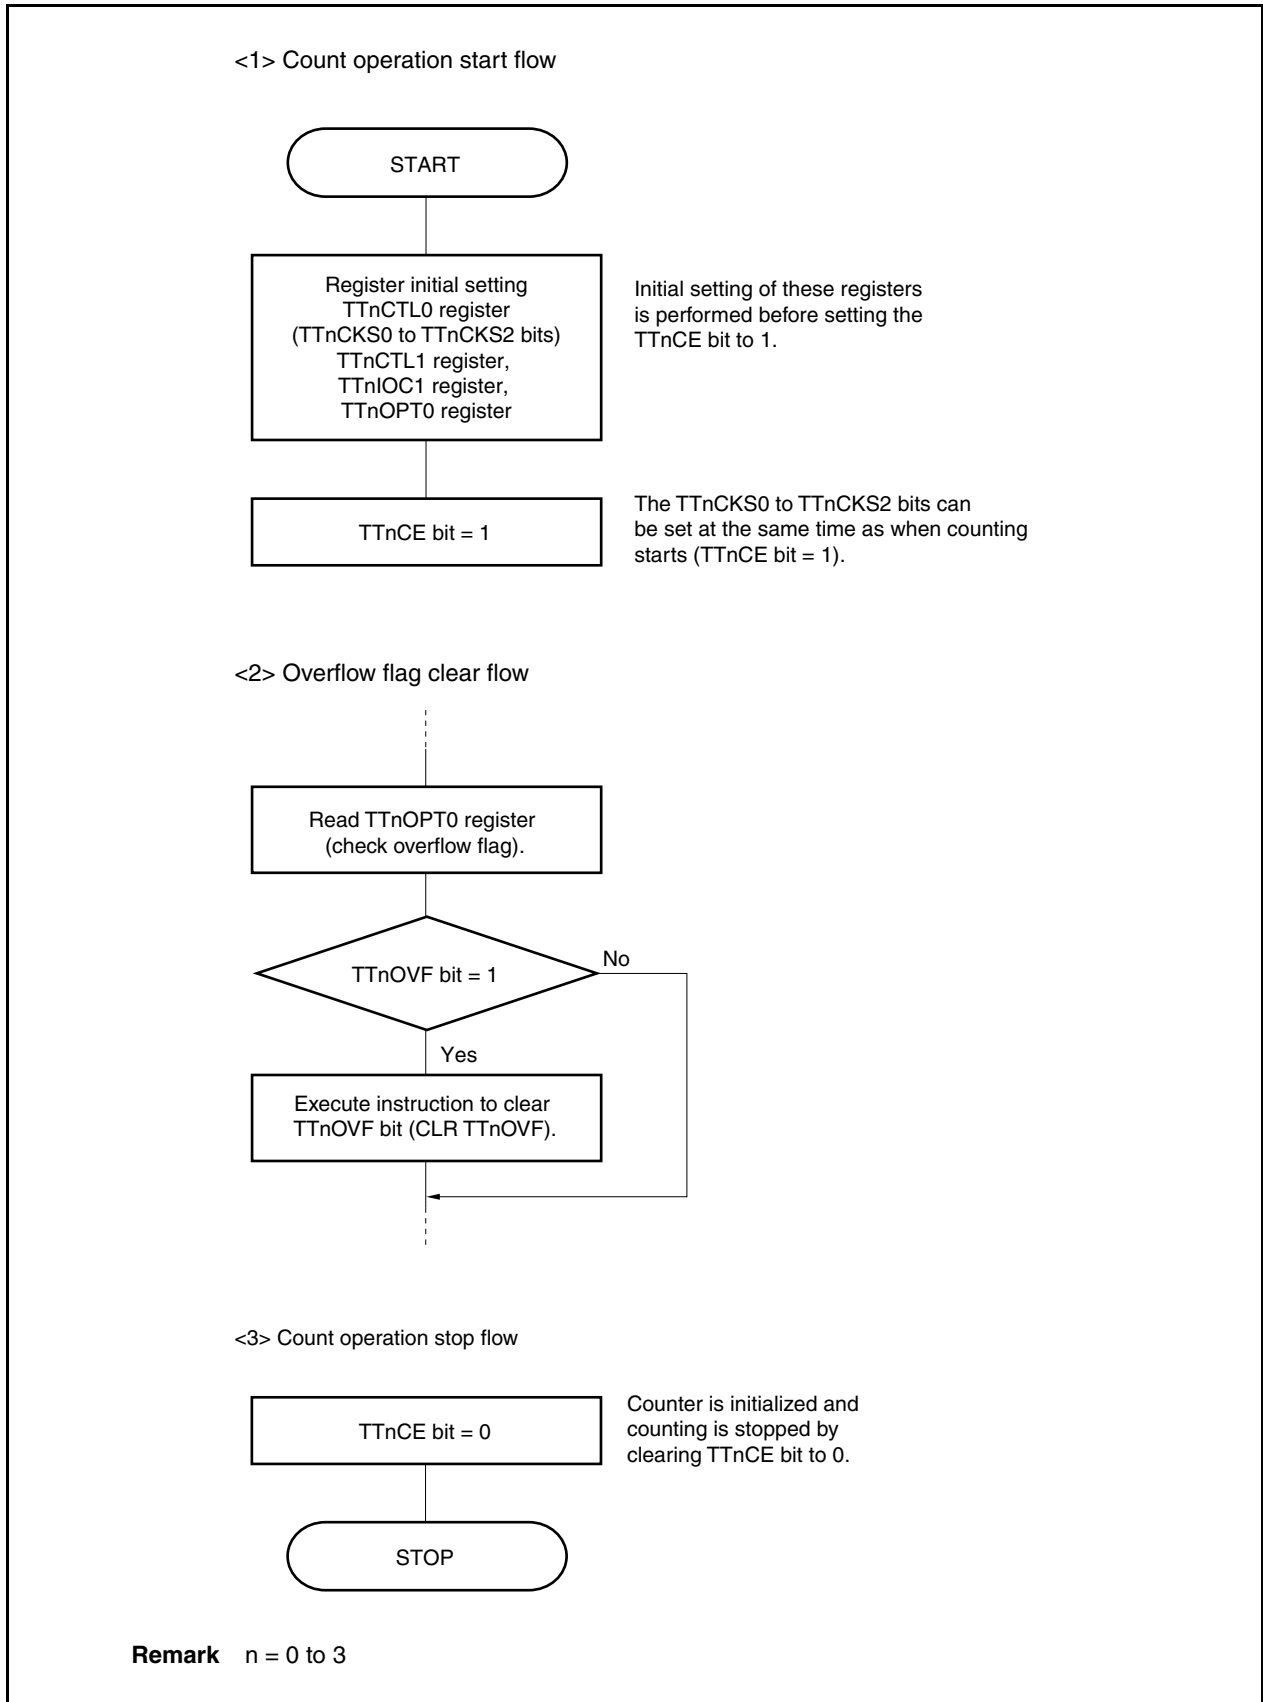 <1> Count operation start flow
START
Register initial setting
TTnCTL0 register
(TTnCKS0 to TTnCKS2 bits)
TTnCTL1 register,
TTnIOC1 register,
TTnOPT0 register
Initial setting of these registers
is performed before setting the
TTnCE bit to 1.
TTnCE bit = 1
The TTnCKS0 to TTnCKS2 bits can
be set at the same time as when counting
starts (TTnCE bit = 1).
<2> Overflow flag clear flow
Read TTnOPT0 register
(check overflow flag).
TTnOVF bit = 1
No
Yes
Execute instruction to clear
TTnOVF bit (CLR TTnOVF).
<3> Count operation stop flow
TTnCE bit = 0
Counter is initialized and
counting is stopped by
clearing TTnCE bit to 0.
STOP
Remark n = 0 to 3